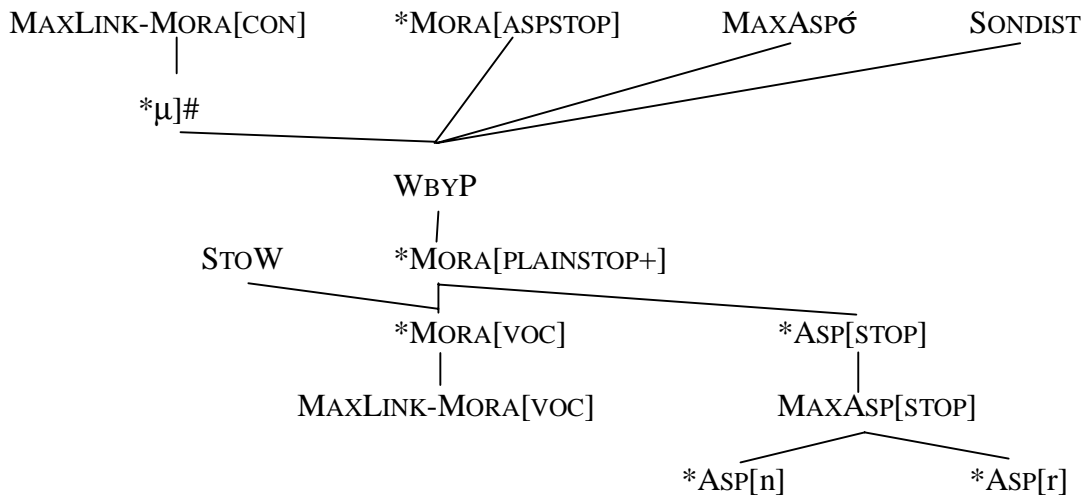 MAXLINK-MORA[CON] *MORA[ASPSTOP] MAXASPσ́ SONDIST
*μ]#
WBYP
STOW *MORA[PLAINSTOP+]
*MORA[VOC] *ASP[STOP]
MAXLINK-MORA[VOC] MAXASP[STOP]
*ASP[n] *ASP[r]